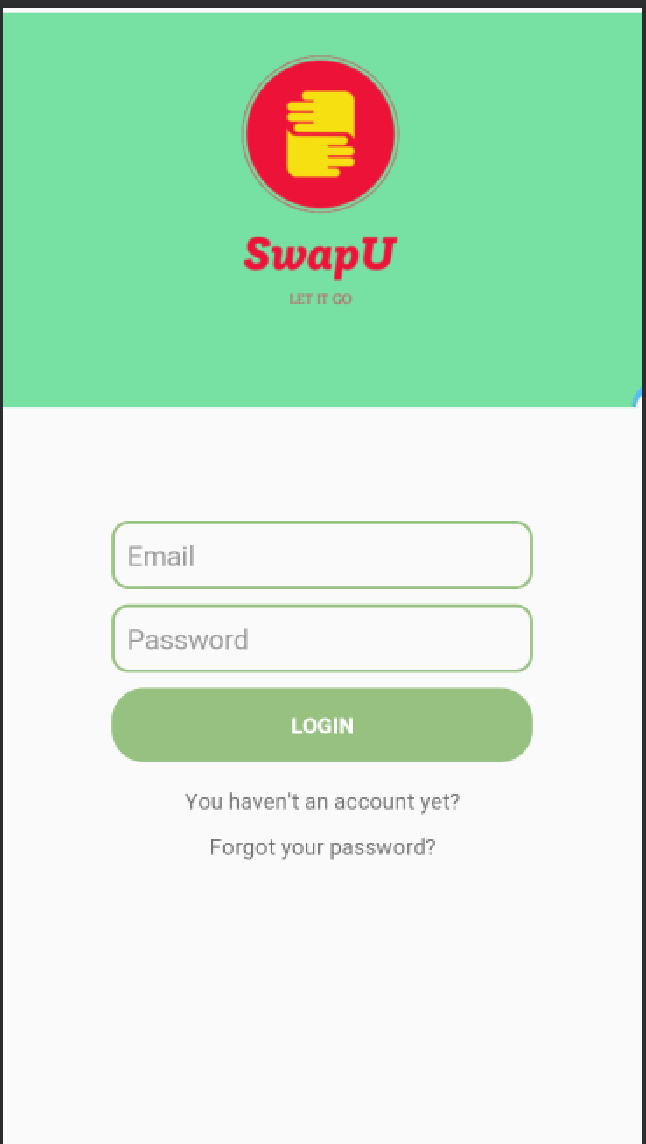 SwapU
LET IT GO
Email
Password
LOGIN
You haven't an account yet?
Forgot your password?